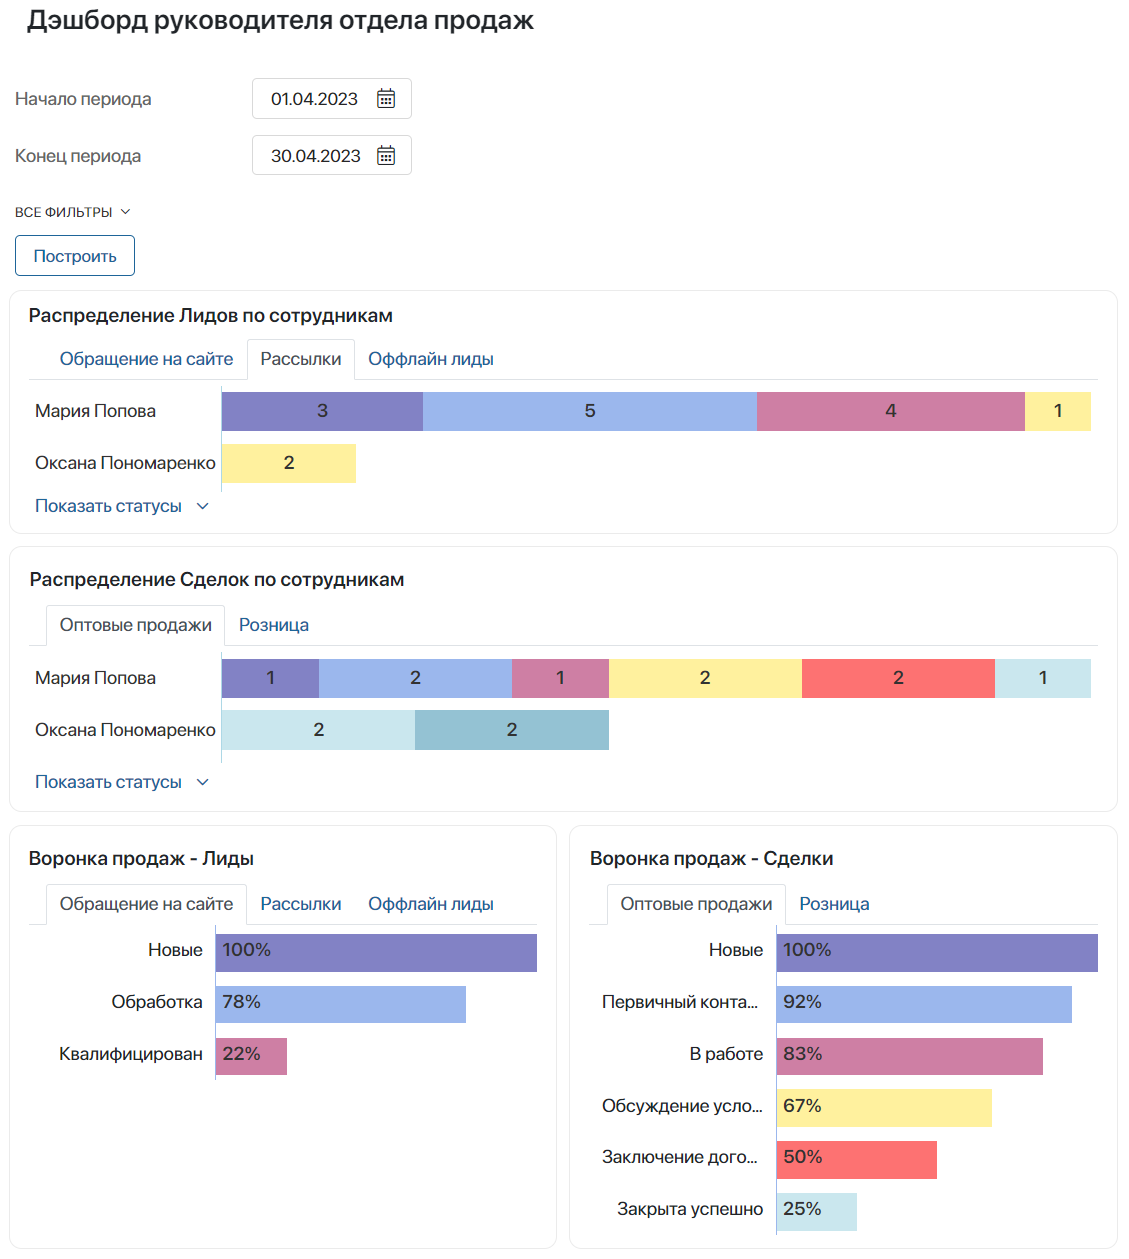 Дэшборд руководителя отдела продаж
Начало периода 01.04.2023
Конец периода 30.04.2023
ВСЕ ФИЛЬТРЫ
Построить
Распределение Лидов по сотрудникам
Обращение на сайте Рассылки Оффлайн лиды
Мария Попова 3 5 4 1
Оксана Пономаренко 2
Показать статусы
Распределение Сделок по сотрудникам
Оптовые продажи Розница
Мария Попова 1 2 1 2 2 1
Оксана Пономаренко 2 2
Показать статусы
Воронка продаж - Лиды
Обращение на сайте Рассылки Оффлайн лиды
Новые 100%
Обработка 78%
Квалифицирован 22%
Воронка продаж - Сделки
Оптовые продажи Розница
Новые 100%
Первичный конта... 92%
В работе 83%
Обсуждение усло... 67%
Заключение дого... 50%
Закрыта успешно 25%